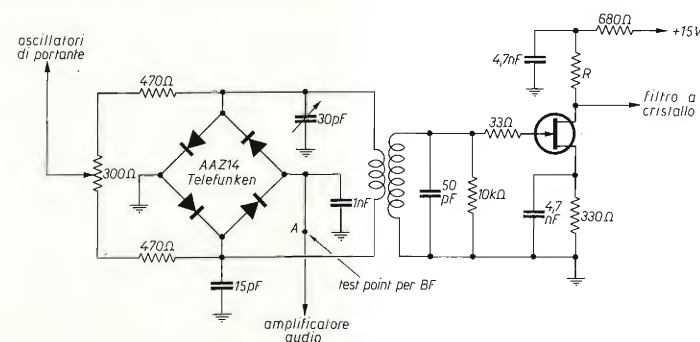 oscillatori
di portante
470Ω
300Ω
AAZ14
Telefunken
30pF
1nF
A
470Ω
15pF
test point per BF
amplificatore
audio
680Ω
+15V
4,7nF
R
filtro a
cristallo
33Ω
50
pF
10kΩ
4,7
nF
330Ω